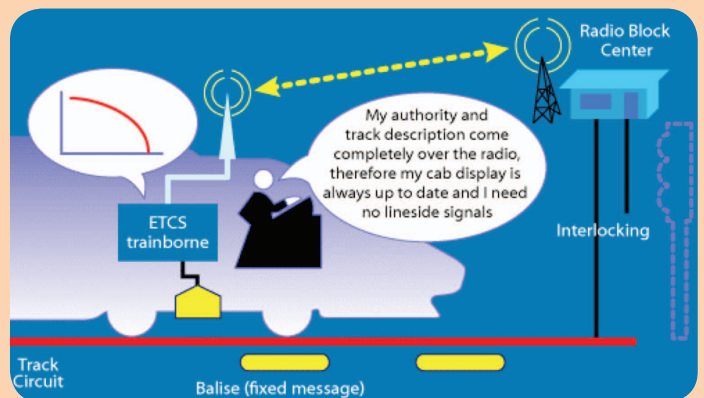 Radio Block
Center
My authority and
track description come
completely over the radio,
therefore my cab display is
always up to date and I need
no lineside signals
ETCS
trainborne
Interlocking
Track
Circuit
Balise (fixed message)